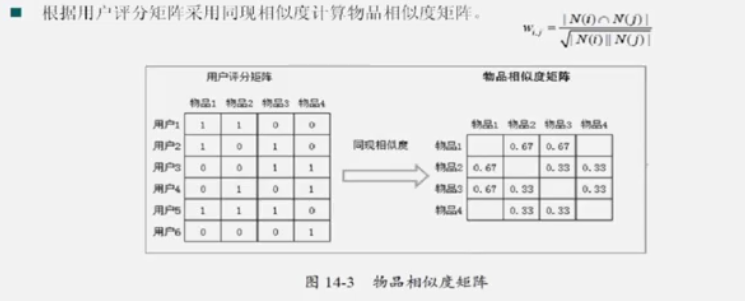 ■ 根据用户评分矩阵采用同现相似度计算物品相似度矩阵。
w_{i,j} = |N(i)∩N(j)| / √|N(i)||N(j)|
用户评分矩阵
物品1 物品2 物品3 物品4
用户1 1 1 0 0
用户2 1 0 1 0
用户3 0 0 1 1
用户4 0 1 0 1
用户5 1 1 1 0
用户6 0 0 0 1
同现相似度
物品相似度矩阵
物品1 物品2 物品3 物品4
物品1 0.67 0.67
物品2 0.67 0.33 0.33
物品3 0.67 0.33 0.33
物品4 0.33 0.33
图 14-3 物品相似度矩阵